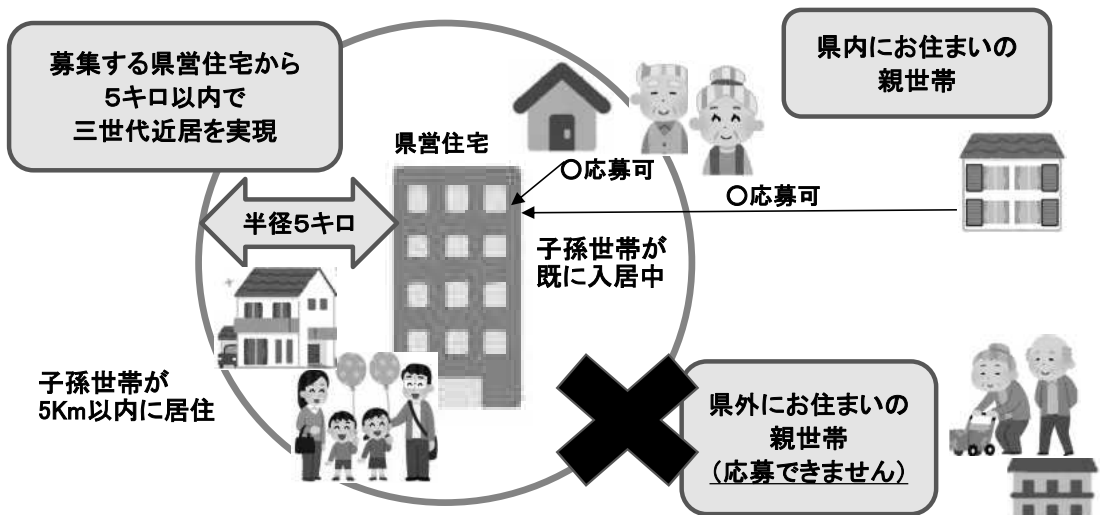 募集する県営住宅から
5キロ以内で
三世代近居を実現
県内にお住まいの
親世帯
県営住宅
〇応募可
〇応募可
半径5キロ
子孫世帯が
既に入居中
子孫世帯が
5Km以内に居住
県外にお住まいの
親世帯
（応募できません）